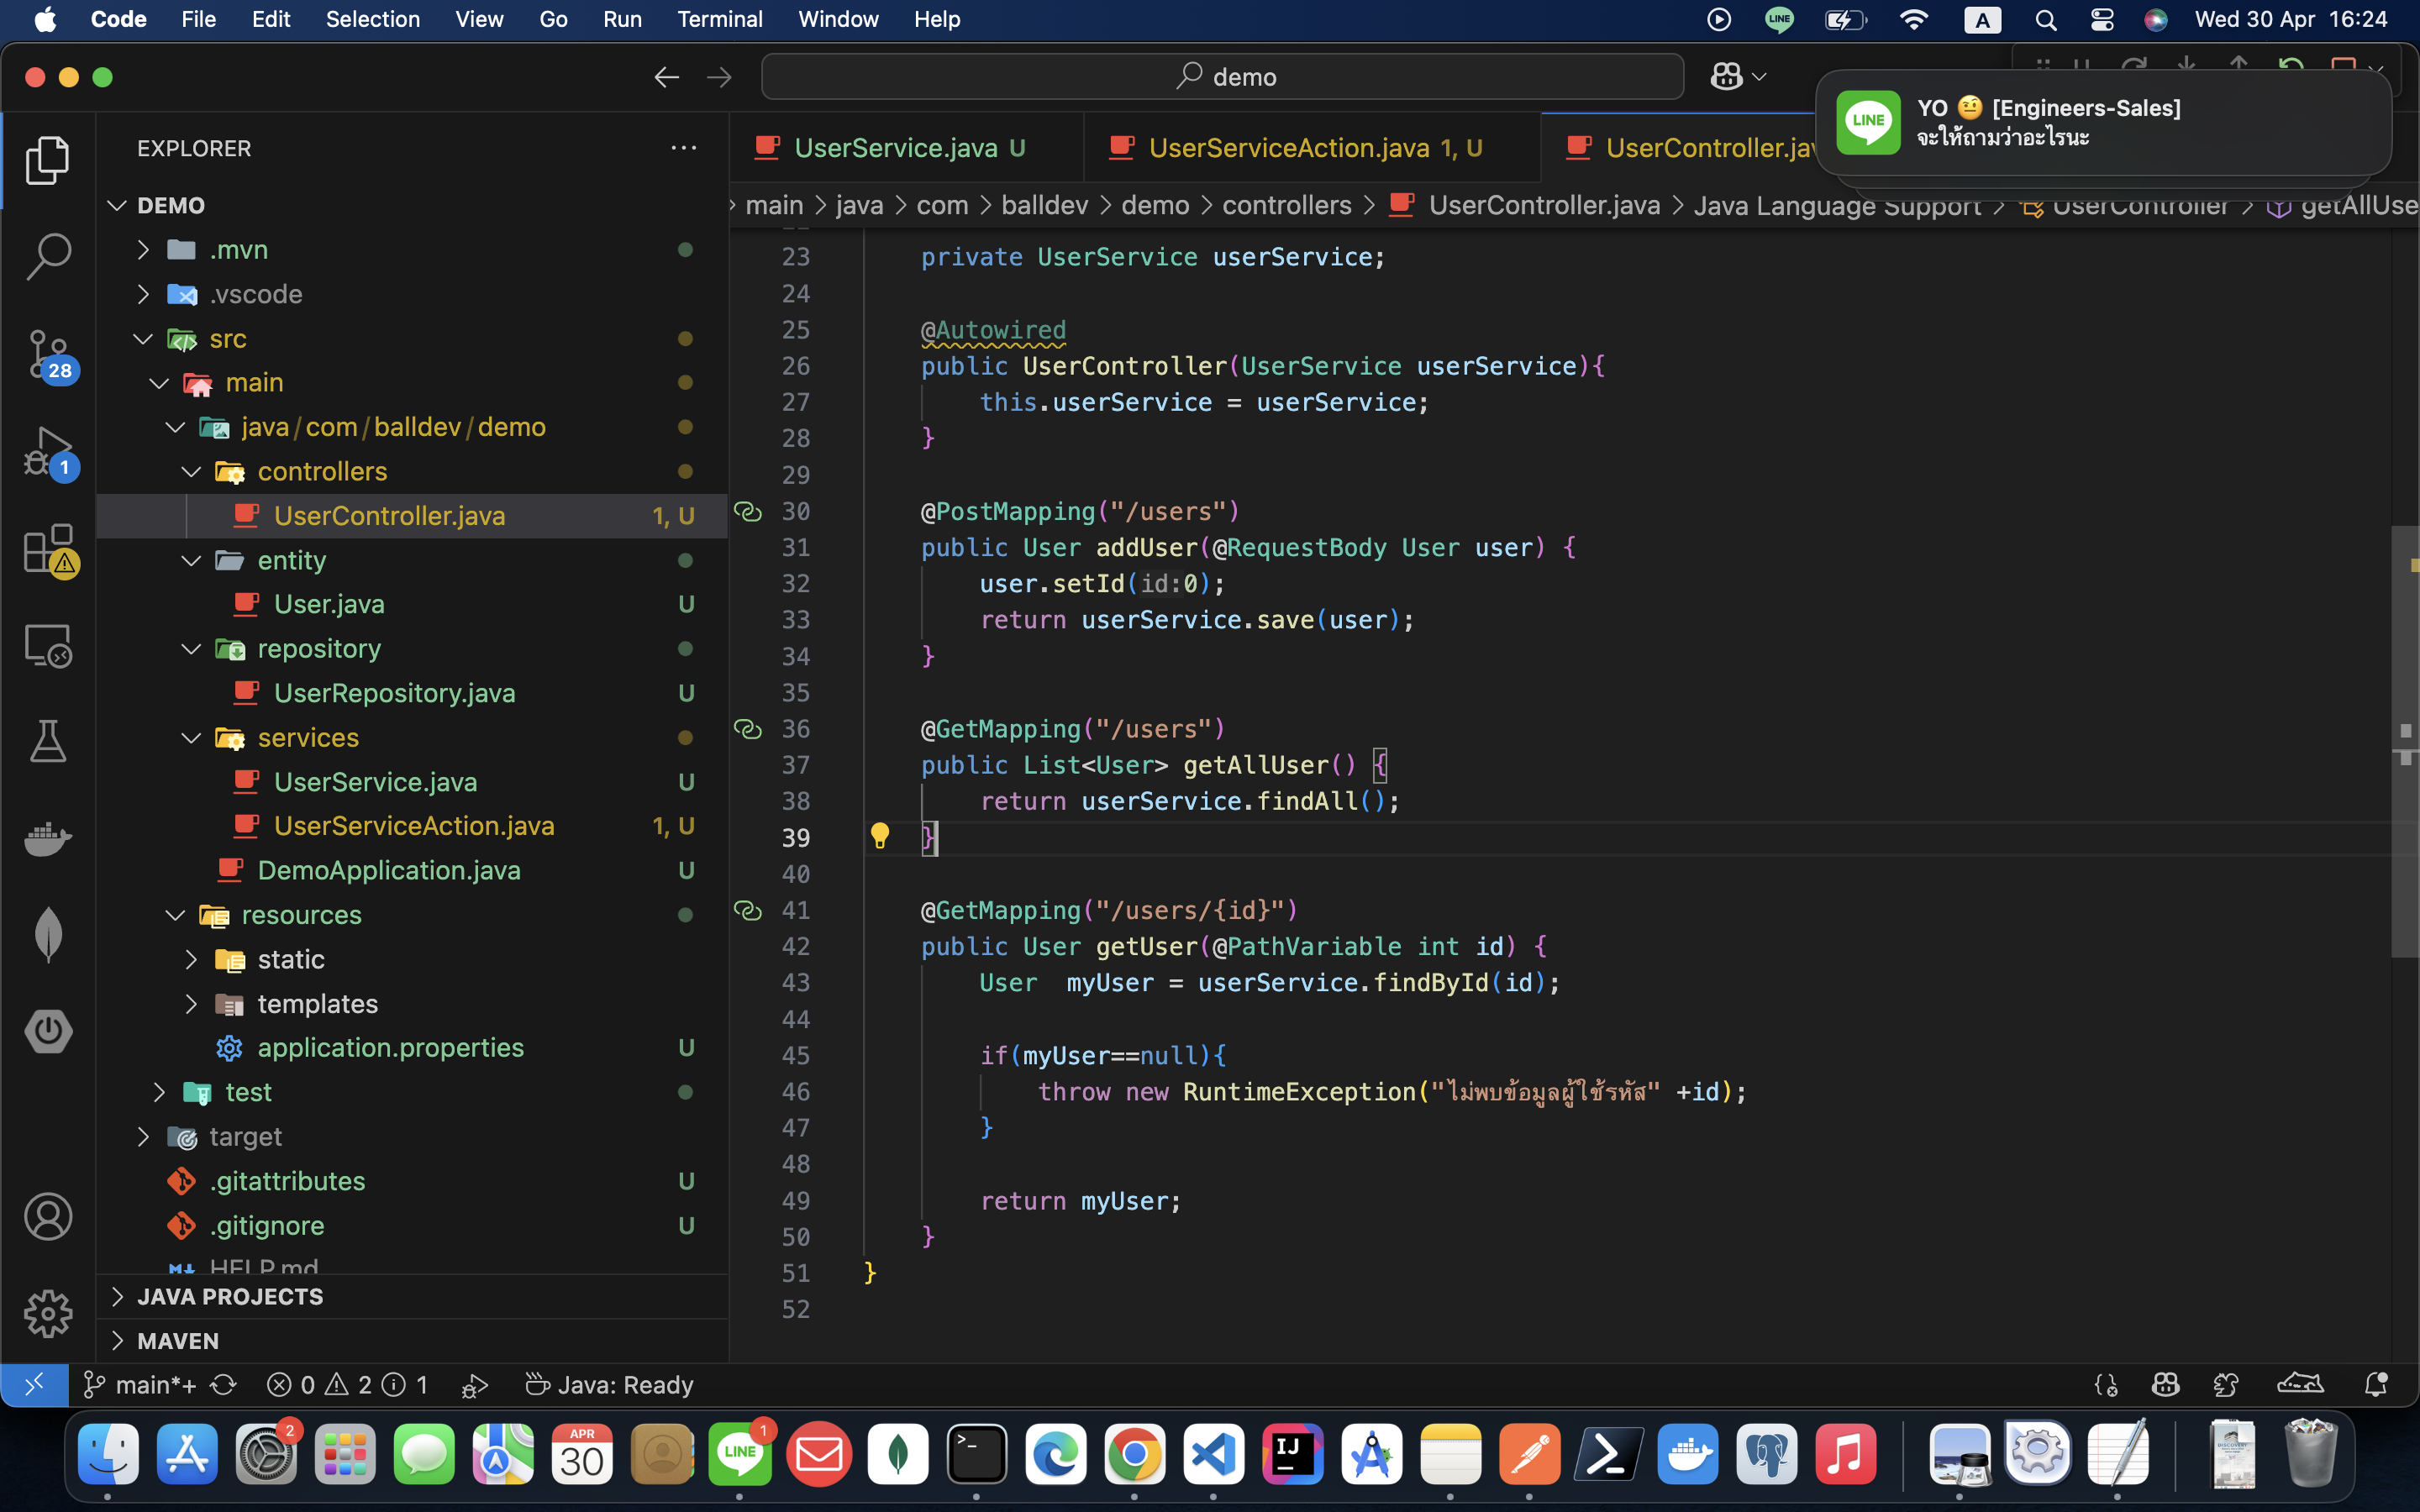 Code File Edit Selection View Go Run Terminal Window Help LINE A Wed 30 Apr 16:24
demo
LINE YO 🤨 [Engineers-Sales]
จะให้ถามว่าอะไรนะ
EXPLORER ...
UserService.java U UserServiceAction.java 1, U UserController.jav
main > java > com > balldev > demo > controllers > UserController.java > Java Language Support > UserController > getAllUse
DEMO
.mvn
.vscode
src
main
java/com/balldev/demo
controllers
UserController.java 1, U
entity
User.java U
repository
UserRepository.java U
services
UserService.java U
UserServiceAction.java 1, U
DemoApplication.java U
resources
static
templates
application.properties U
test
target
.gitattributes U
.gitignore U
HELP.md
JAVA PROJECTS
MAVEN
28
1
23 private UserService userService;
24
25 @Autowired
26 public UserController(UserService userService){
27 this.userService = userService;
28 }
29
30 @PostMapping("/users")
31 public User addUser(@RequestBody User user) {
32 user.setId(id:0);
33 return userService.save(user);
34 }
35
36 @GetMapping("/users")
37 public List<User> getAllUser() {
38 return userService.findAll();
39 }
40
41 @GetMapping("/users/{id}")
42 public User getUser(@PathVariable int id) {
43 User  myUser = userService.findById(id);
44
45 if(myUser==null){
46 throw new RuntimeException("ไม่พบข้อมูลผู้ใช้รหัส" +id);
47 }
48
49 return myUser;
50 }
51 }
52
main*+ 0 2 1 Java: Ready
2 APR 30 LINE 1 IJ